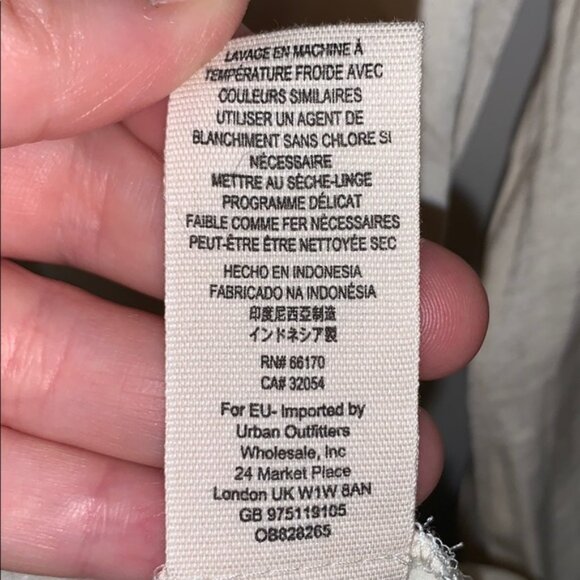 LAVAGE EN MACHINE À
TEMPÉRATURE FROIDE AVEC
COULEURS SIMILAIRES
UTILISER UN AGENT DE
BLANCHIMENT SANS CHLORE SI
NÉCESSAIRE
METTRE AU SÈCHE-LINGE
PROGRAMME DÉLICAT
FAIBLE COMME FER NÉCESSAIRES
PEUT-ÊTRE ÊTRE NETTOYÉE SEC
HECHO EN INDONESIA
FABRICADO NA INDONÉSIA
印度尼西亞制造
インドネシア製
RN# 66170
CA# 32054
For EU- Imported by
Urban Outfitters
Wholesale, Inc
24 Market Place
London UK W1W 8AN
GB 975119105
OB828265